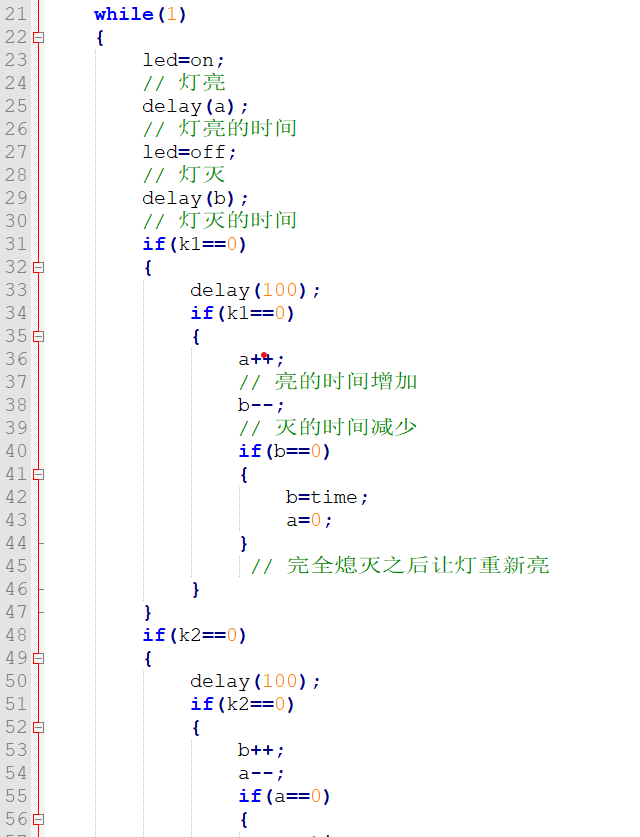 21 while(1)
22 {
23 led=on;
24 // 灯亮
25 delay(a);
26 // 灯亮的时间
27 led=off;
28 // 灯灭
29 delay(b);
30 // 灯灭的时间
31 if(k1==0)
32 {
33 delay(100);
34 if(k1==0)
35 {
36 a++;
37 // 亮的时间增加
38 b--;
39 // 灭的时间减少
40 if(b==0)
41 {
42 b=time;
43 a=0;
44 }
45 // 完全熄灭之后让灯重新亮
46 }
47 }
48 if(k2==0)
49 {
50 delay(100);
51 if(k2==0)
52 {
53 b++;
54 a--;
55 if(a==0)
56 {